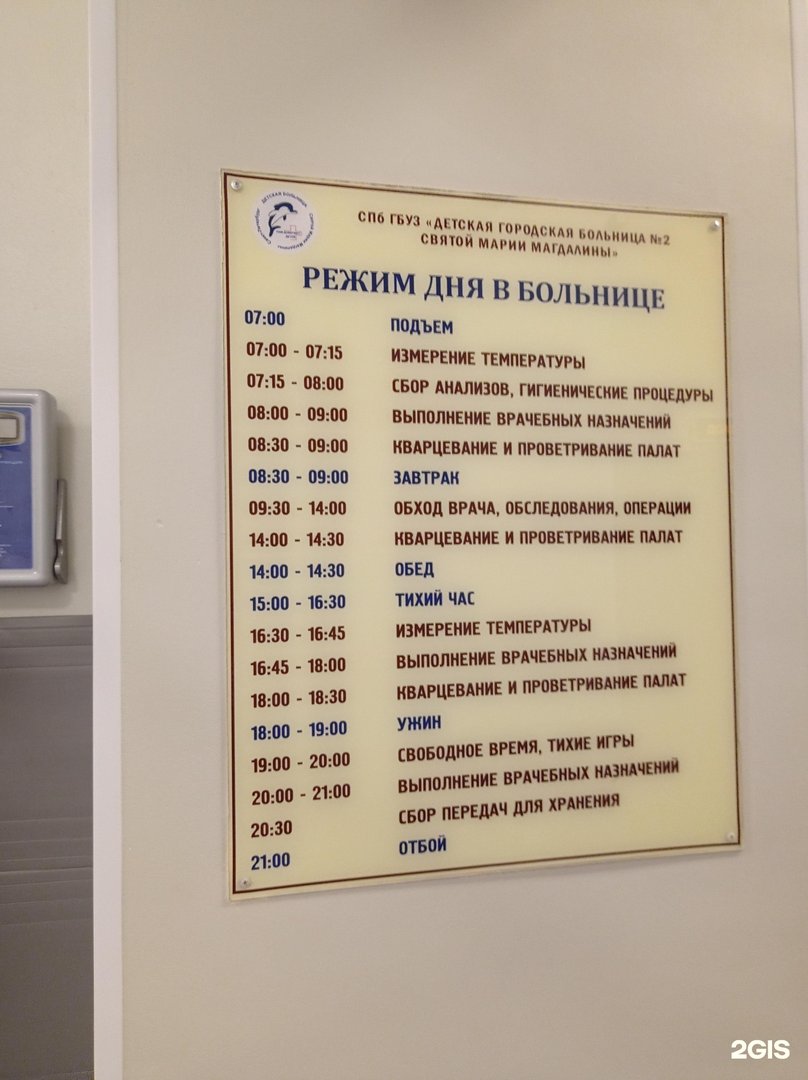 СПб ГБУЗ «ДЕТСКАЯ ГОРОДСКАЯ БОЛЬНИЦА №2
СВЯТОЙ МАРИИ МАГДАЛИНЫ»
РЕЖИМ ДНЯ В БОЛЬНИЦЕ
07:00 ПОДЪЕМ
07:00 - 07:15 ИЗМЕРЕНИЕ ТЕМПЕРАТУРЫ
07:15 - 08:00 СБОР АНАЛИЗОВ, ГИГИЕНИЧЕСКИЕ ПРОЦЕДУРЫ
08:00 - 09:00 ВЫПОЛНЕНИЕ ВРАЧЕБНЫХ НАЗНАЧЕНИЙ
08:30 - 09:00 КВАРЦЕВАНИЕ И ПРОВЕТРИВАНИЕ ПАЛАТ
08:30 - 09:00 ЗАВТРАК
09:30 - 14:00 ОБХОД ВРАЧА, ОБСЛЕДОВАНИЯ, ОПЕРАЦИИ
14:00 - 14:30 КВАРЦЕВАНИЕ И ПРОВЕТРИВАНИЕ ПАЛАТ
14:00 - 14:30 ОБЕД
15:00 - 16:30 ТИХИЙ ЧАС
16:30 - 16:45 ИЗМЕРЕНИЕ ТЕМПЕРАТУРЫ
16:45 - 18:00 ВЫПОЛНЕНИЕ ВРАЧЕБНЫХ НАЗНАЧЕНИЙ
18:00 - 18:30 КВАРЦЕВАНИЕ И ПРОВЕТРИВАНИЕ ПАЛАТ
18:00 - 19:00 УЖИН
19:00 - 20:00 СВОБОДНОЕ ВРЕМЯ, ТИХИЕ ИГРЫ
20:00 - 21:00 ВЫПОЛНЕНИЕ ВРАЧЕБНЫХ НАЗНАЧЕНИЙ
20:30 СБОР ПЕРЕДАЧ ДЛЯ ХРАНЕНИЯ
21:00 ОТБОЙ
2GIS